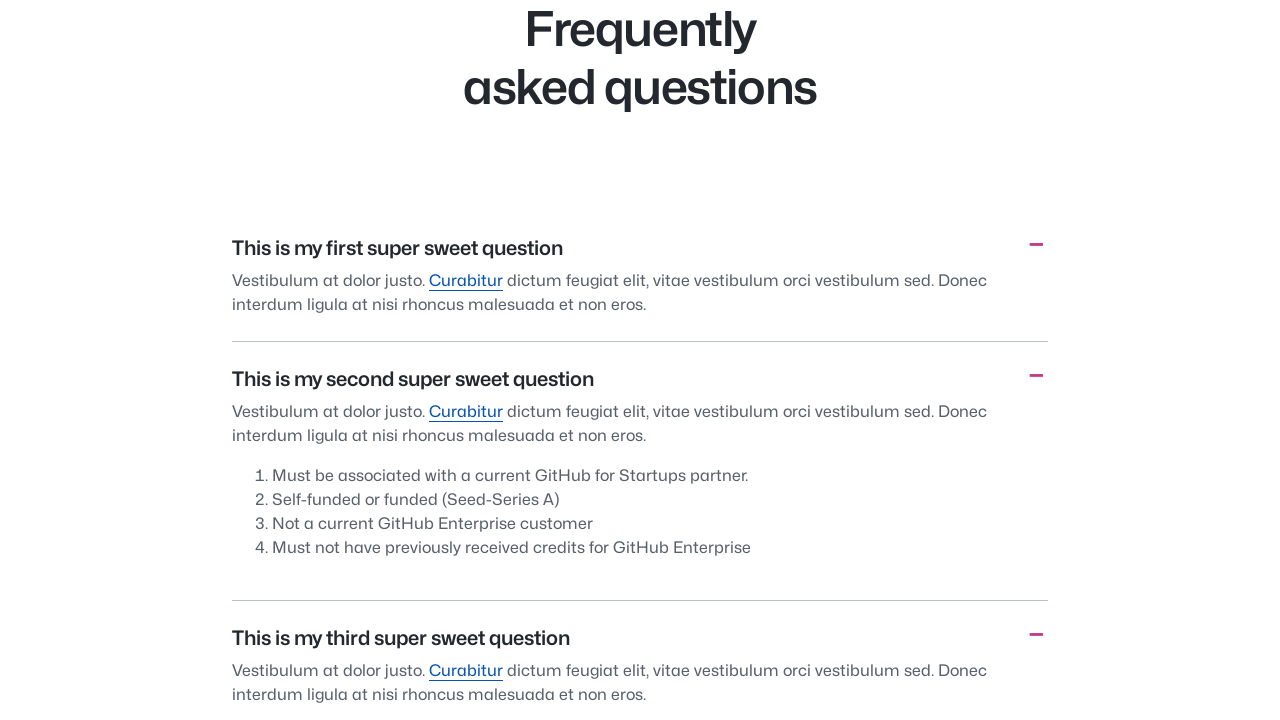 Frequently
asked questions
This is my first super sweet question
Vestibulum at dolor justo. Curabitur dictum feugiat elit, vitae vestibulum orci vestibulum sed. Donec
interdum ligula at nisi rhoncus malesuada et non eros.
This is my second super sweet question
Vestibulum at dolor justo. Curabitur dictum feugiat elit, vitae vestibulum orci vestibulum sed. Donec
interdum ligula at nisi rhoncus malesuada et non eros.
1. Must be associated with a current GitHub for Startups partner.
2. Self-funded or funded (Seed-Series A)
3. Not a current GitHub Enterprise customer
4. Must not have previously received credits for GitHub Enterprise
This is my third super sweet question
Vestibulum at dolor justo. Curabitur dictum feugiat elit, vitae vestibulum orci vestibulum sed. Donec
interdum ligula at nisi rhoncus malesuada et non eros.